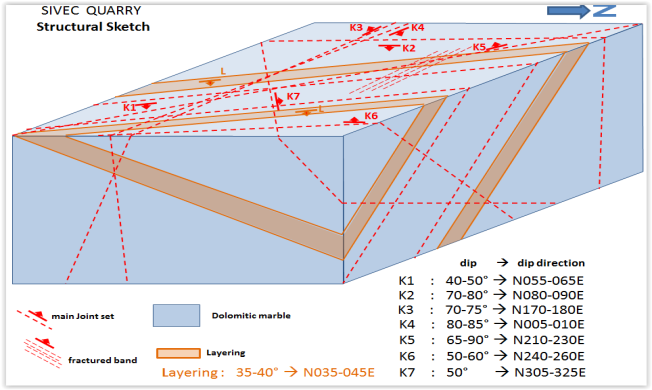 SIVEC QUARRY
Structural Sketch
N
K3
K4
K2
K5
L
K1
K7
L
K6
main Joint set
fractured band
Dolomitic marble
Layering
Layering : 35-40° → N035-045E
dip → dip direction
K1 : 40-50° → N055-065E
K2 : 70-80° → N080-090E
K3 : 70-75° → N170-180E
K4 : 80-85° → N005-010E
K5 : 65-90° → N210-230E
K6 : 50-60° → N240-260E
K7 : 50° → N305-325E